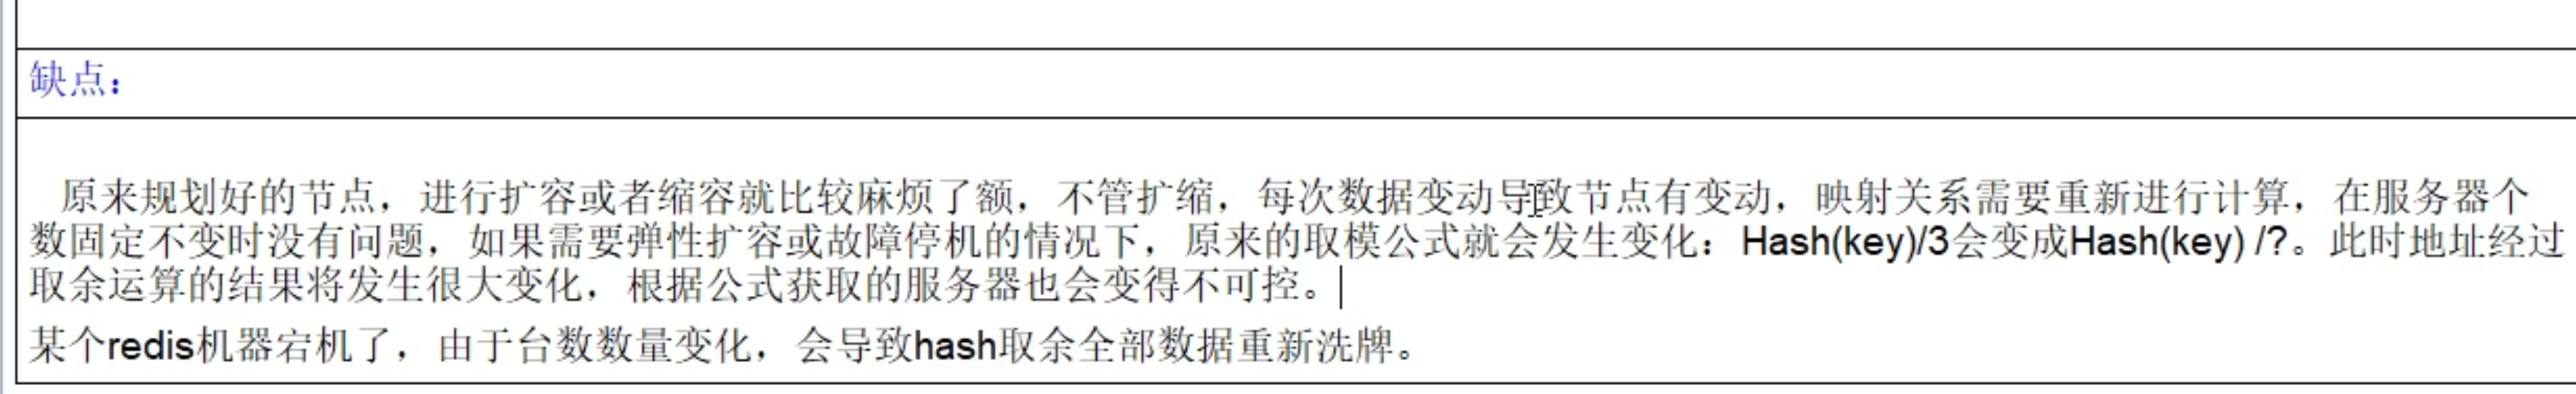 缺点：
原来规划好的节点，进行扩容或者缩容就比较麻烦了额，不管扩缩，每次数据变动导致节点有变动，映射关系需要重新进行计算，在服务器个
数固定不变时没有问题，如果需要弹性扩容或故障停机的情况下，原来的取模公式就会发生变化：Hash(key)/3会变成Hash(key) /?。此时地址经过
取余运算的结果将发生很大变化，根据公式获取的服务器也会变得不可控。
某个redis机器宕机了，由于台数数量变化，会导致hash取余全部数据重新洗牌。